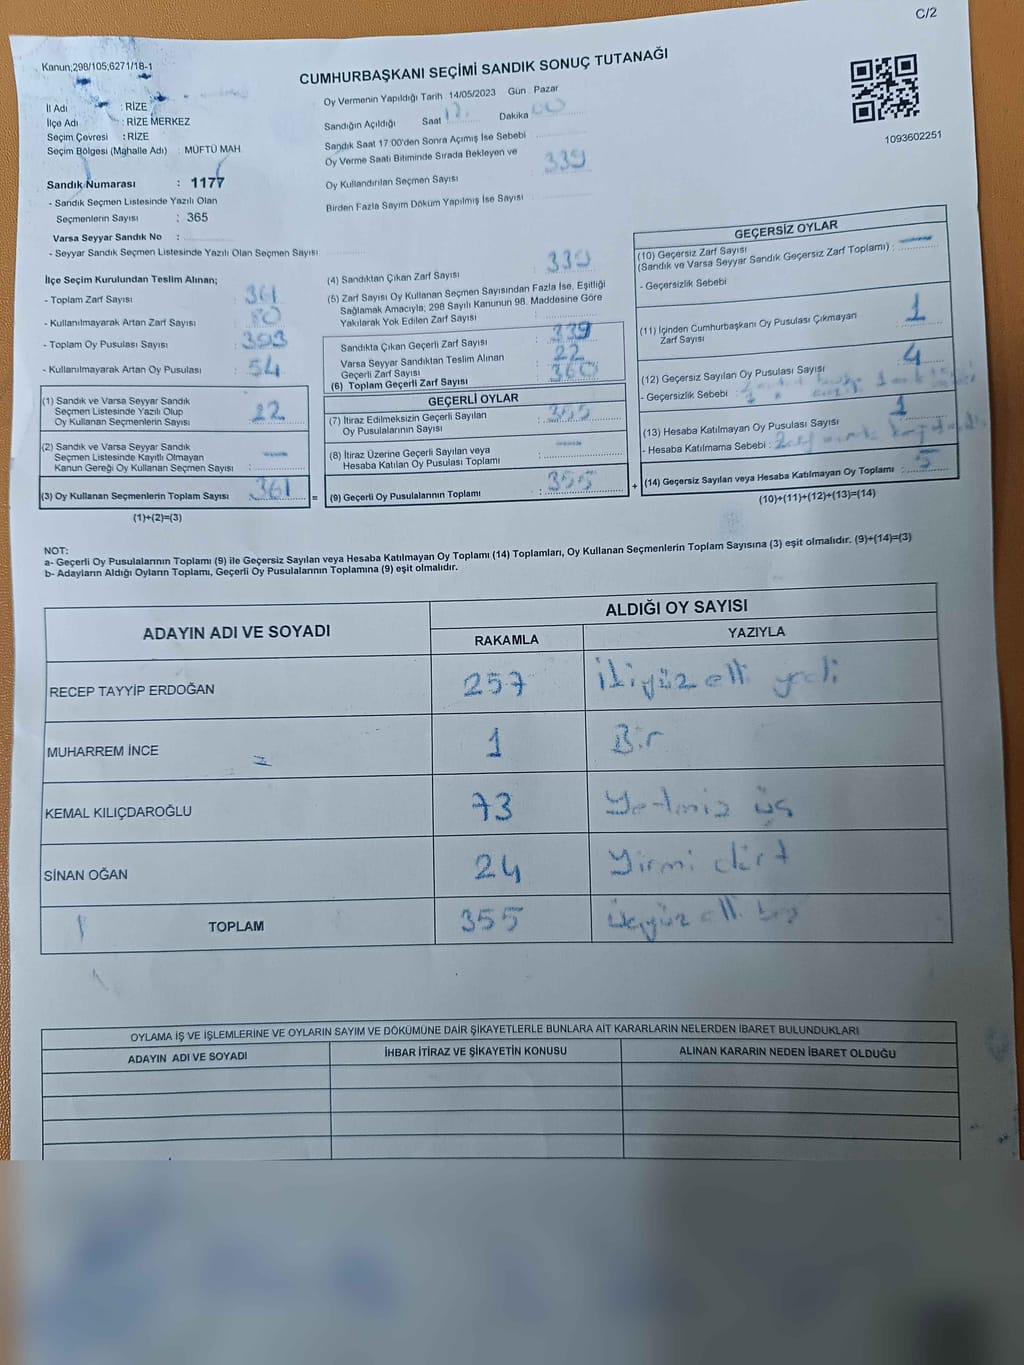 C/2
Kanun,298/105,6271/18-1
CUMHURBAŞKANI SEÇİMİ SANDIK SONUÇ TUTANAĞI
İl Adı : RİZE
İlçe Adı : RİZE MERKEZ
Seçim Çevresi : RİZE
Seçim Bölgesi (Mahalle Adı) : MÜFTÜ MAH
Sandık Numarası : 1177
- Sandık Seçmen Listesinde Yazılı Olan
Seçmenlerin Sayısı : 365
Varsa Seyyar Sandık No :
- Seyyar Sandık Seçmen Listesinde Yazılı Olan Seçmen Sayısı
Oy Vermenin Yapıldığı Tarih 14/05/2023 Gün : Pazar
Sandığın Açıldığı Saat Dakika 00
Sandık Saat 17:00'den Sonra Açımış İse Sebebi
Oy Verme Saati Bitiminde Sırada Bekleyen ve
Oy Kullandırılan Seçmen Sayısı 339
Birden Fazla Sayım Döküm Yapılmış İse Sayısı
1093602251
İlçe Seçim Kurulundan Teslim Alınan;
- Toplam Zarf Sayısı : 361
- Kullanılmayarak Artan Zarf Sayısı : 80
- Toplam Oy Pusulası Sayısı : 393
- Kullanılmayarak Artan Oy Pusulası : 54
(1) Sandık ve Varsa Seyyar Sandık
Seçmen Listesinde Yazılı Olup
Oy Kullanan Seçmenlerin Sayısı : 22
(2) Sandık ve Varsa Seyyar Sandık
Seçmen Listesinde Kayıtlı Olmayan
Kanun Gereği Oy Kullanan Seçmen Sayısı : —
(3) Oy Kullanan Seçmenlerin Toplam Sayısı : 361
(1)+(2)=(3)
(4) Sandıktan Çıkan Zarf Sayısı : 339
(5) Zarf Sayısı Oy Kullanan Seçmen Sayısından Fazla İse, Eşitliği
Sağlamak Amacıyla; 298 Sayılı Kanunun 98. Maddesine Göre
Yakılarak Yok Edilen Zarf Sayısı :
Sandıkta Çıkan Geçerli Zarf Sayısı : 339
Varsa Seyyar Sandıktan Teslim Alınan
Geçerli Zarf Sayısı : 22
(6) Toplam Geçerli Zarf Sayısı : 360
GEÇERLİ OYLAR
(7) İtiraz Edilmeksizin Geçerli Sayılan
Oy Pusulalarının Sayısı : 355
(8) İtiraz Üzerine Geçerli Sayılan veya
Hesaba Katılan Oy Pusulası Toplamı : —
= (9) Geçerli Oy Pusulalarının Toplamı : 355
GEÇERSİZ OYLAR
(10) Geçersiz Zarf Sayısı
(Sandık ve Varsa Seyyar Sandık Geçersiz Zarf Toplamı) : —
- Geçersizlik Sebebi
(11) İçinden Cumhurbaşkanı Oy Pusulası Çıkmayan
Zarf Sayısı : 1
(12) Geçersiz Sayılan Oy Pusulası Sayısı : 4
- Geçersizlik Sebebi :
(13) Hesaba Katılmayan Oy Pusulası Sayısı : 1
- Hesaba Katılmama Sebebi :
+ (14) Geçersiz Sayılan veya Hesaba Katılmayan Oy Toplamı : 5
(10)+(11)+(12)+(13)=(14)
NOT:
a- Geçerli Oy Pusulalarının Toplamı (9) ile Geçersiz Sayılan veya Hesaba Katılmayan Oy Toplamı (14) Toplamları, Oy Kullanan Seçmenlerin Toplam Sayısına (3) eşit olmalıdır. (9)+(14)=(3)
b- Adayların Aldığı Oyların Toplamı, Geçerli Oy Pusulalarının Toplamına (9) eşit olmalıdır.
ADAYIN ADI VE SOYADI ALDIĞI OY SAYISI
RAKAMLA YAZIYLA
RECEP TAYYİP ERDOĞAN 257 İkiyüz elli yedi
MUHARREM İNCE 1 Bir
KEMAL KILIÇDAROĞLU 73 Yetmiş üç
SİNAN OĞAN 24 Yirmi dört
TOPLAM 355 Üçyüz elli beş
OYLAMA İŞ VE İŞLEMLERİNE VE OYLARIN SAYIM VE DÖKÜMÜNE DAİR ŞİKAYETLERLE BUNLARA AİT KARARLARIN NELERDEN İBARET BULUNDUKLARI
ADAYIN ADI VE SOYADI İHBAR İTİRAZ VE ŞİKAYETİN KONUSU ALINAN KARARIN NEDEN İBARET OLDUĞU